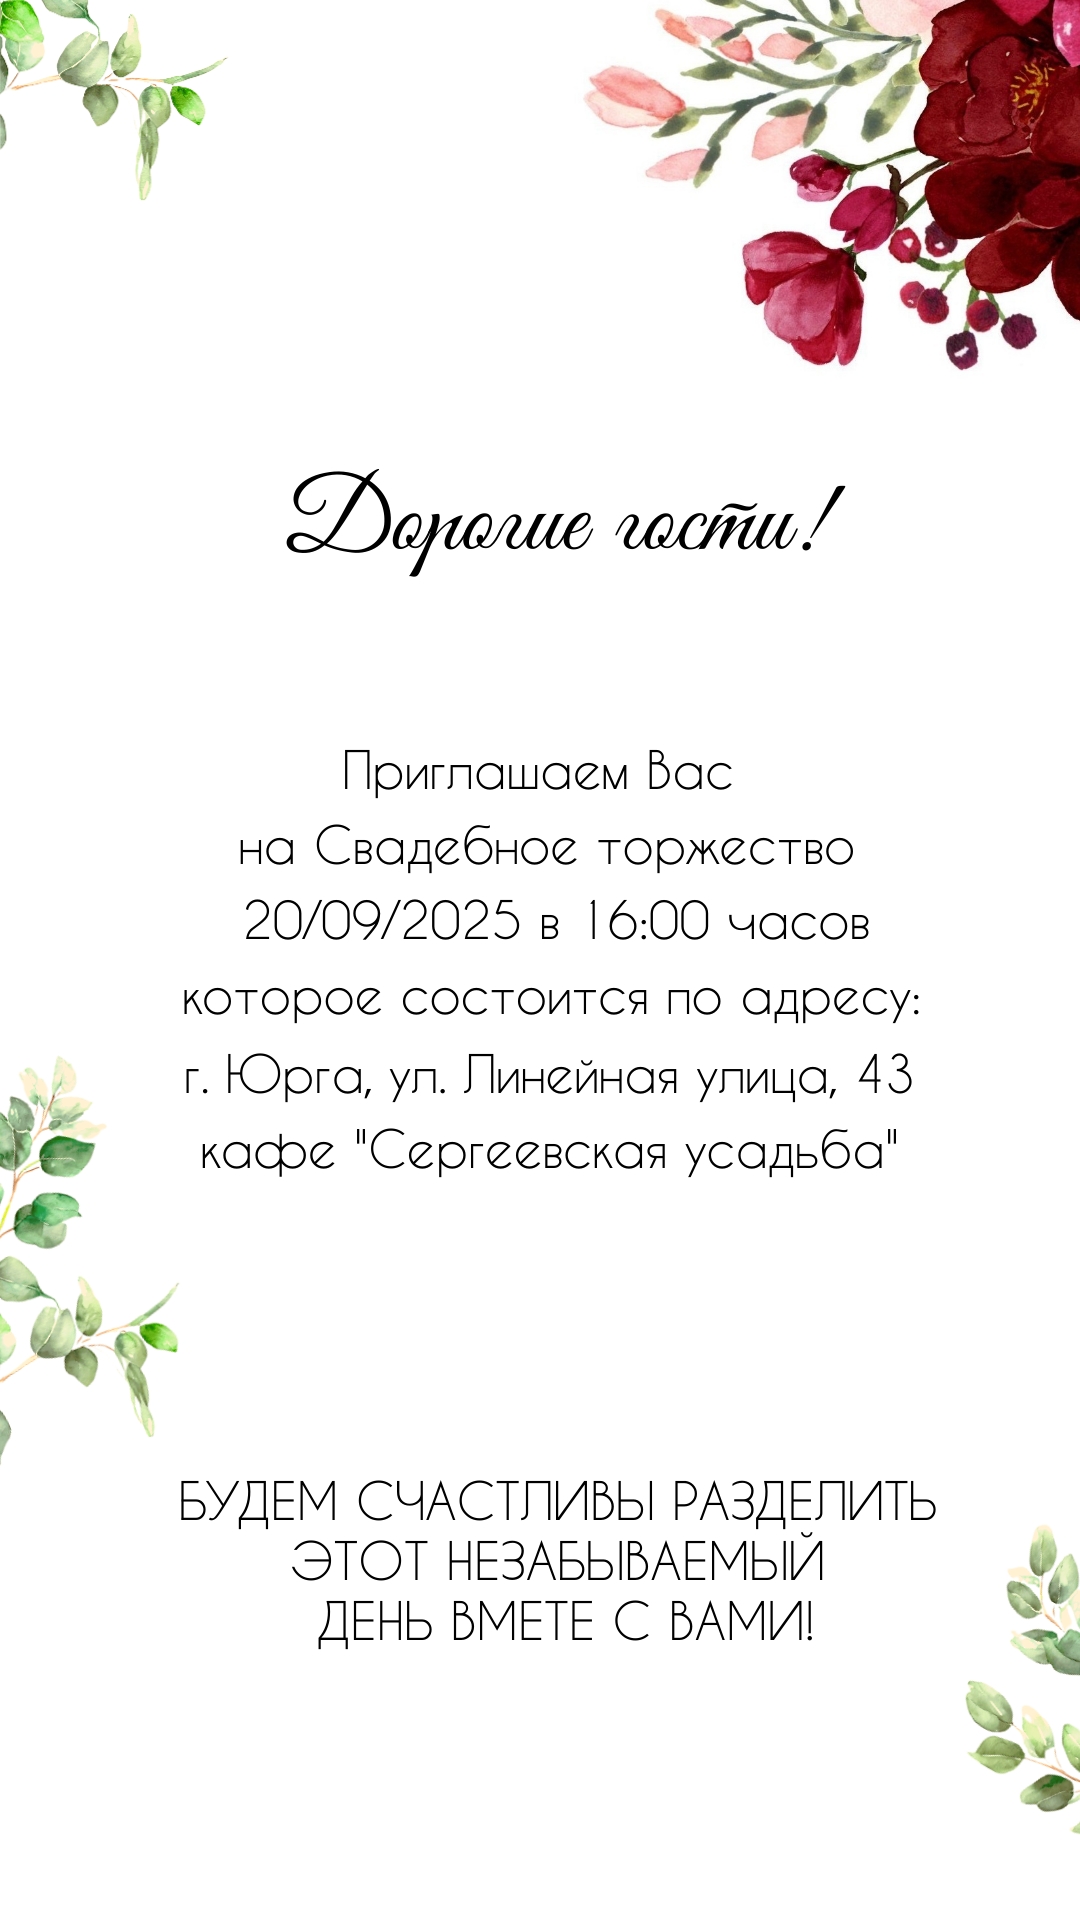 Дорогие гости!
Приглашаем Вас
на Свадебное торжество
20/09/2025 в 16:00 часов
которое состоится по адресу:
г. Юрга, ул. Линейная улица, 43
кафе "Сергеевская усадьба"
БУДЕМ СЧАСТЛИВЫ РАЗДЕЛИТЬ
ЭТОТ НЕЗАБЫВАЕМЫЙ
ДЕНЬ ВМЕТЕ С ВАМИ!